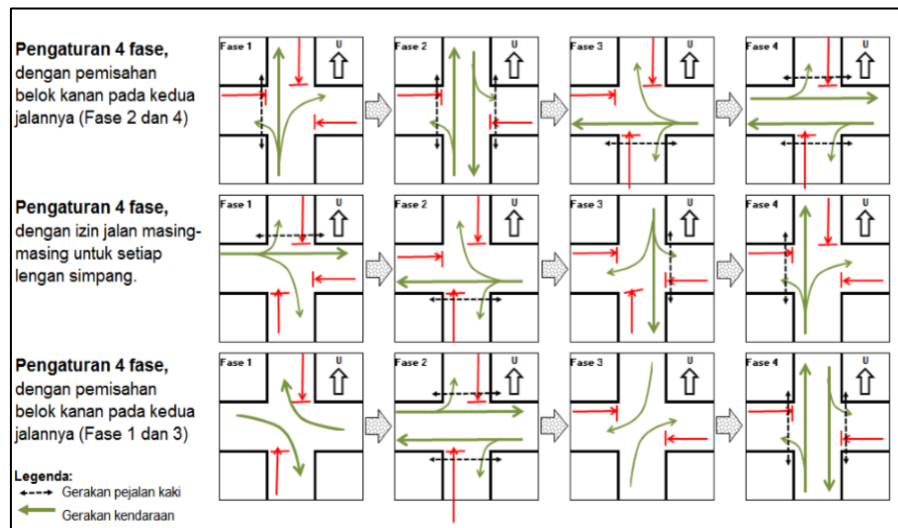 Pengaturan 4 fase,
dengan pemisahan
belok kanan pada kedua
jalannya (Fase 2 dan 4)
Fase 1
U
Fase 2
U
Fase 3
U
Fase 4
U
Pengaturan 4 fase,
dengan izin jalan masing-
masing untuk setiap
lengan simpang.
Fase 1
U
Fase 2
U
Fase 3
U
Fase 4
U
Pengaturan 4 fase,
dengan pemisahan
belok kanan pada kedua
jalannya (Fase 1 dan 3)
Fase 1
U
Fase 2
U
Fase 3
U
Fase 4
U
Legenda:
Gerakan pejalan kaki
Gerakan kendaraan